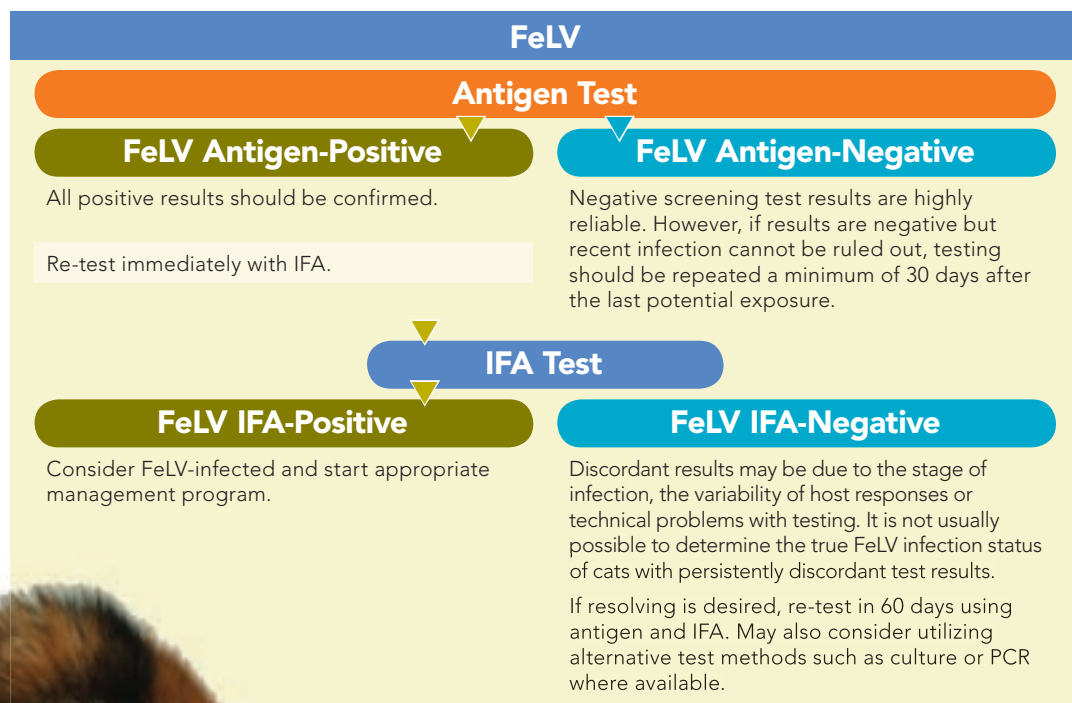 FeLV
Antigen Test
FeLV Antigen-Positive
All positive results should be confirmed.
Re-test immediately with IFA.
FeLV Antigen-Negative
Negative screening test results are highly
reliable. However, if results are negative but
recent infection cannot be ruled out, testing
should be repeated a minimum of 30 days after
the last potential exposure.
IFA Test
FeLV IFA-Positive
Consider FeLV-infected and start appropriate
management program.
FeLV IFA-Negative
Discordant results may be due to the stage of
infection, the variability of host responses or
technical problems with testing. It is not usually
possible to determine the true FeLV infection status
of cats with persistently discordant test results.
If resolving is desired, re-test in 60 days using
antigen and IFA. May also consider utilizing
alternative test methods such as culture or PCR
where available.